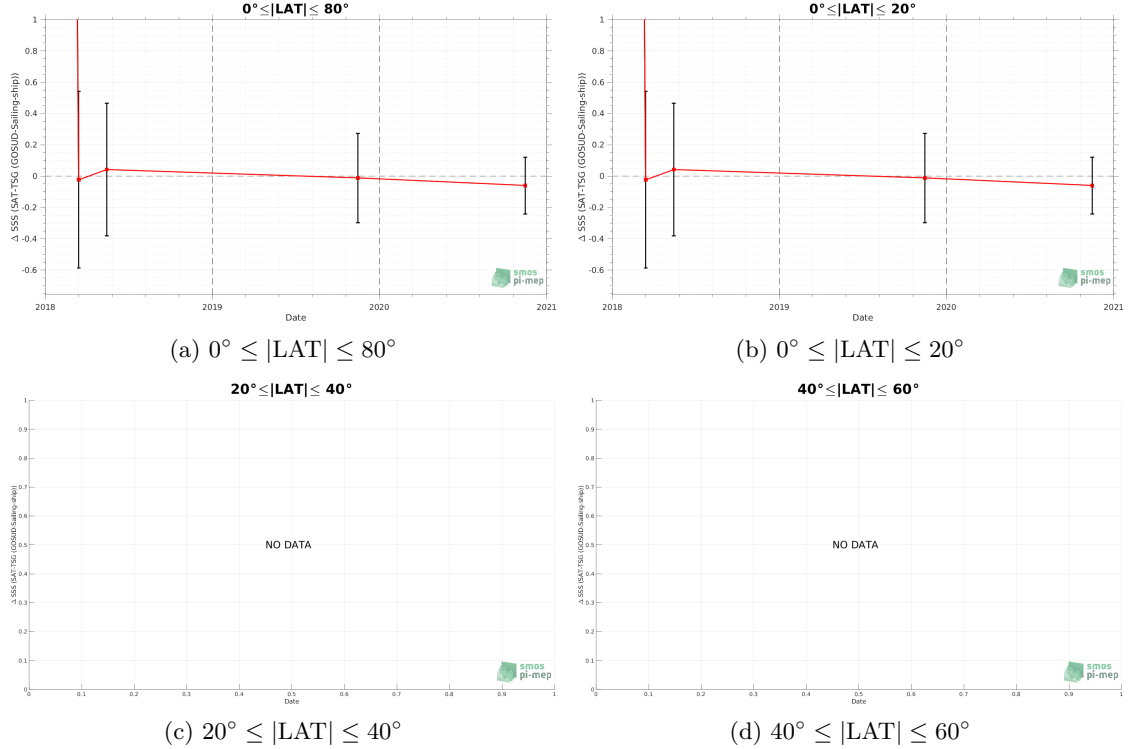 0°≤|LAT|≤ 80°
1
0.8
0.6
0.4
0.2
0
-0.2
-0.4
-0.6
Δ SSS (SAT-TSG (GOSUD-Sailing-ship))
2018
2019
2020
2021
Date
smos
pi-mep
(a) 0° ≤ |LAT| ≤ 80°
0°≤|LAT|≤ 20°
1
0.8
0.6
0.4
0.2
0
-0.2
-0.4
-0.6
Δ SSS (SAT-TSG (GOSUD-Sailing-ship))
2018
2019
2020
2021
Date
smos
pi-mep
(b) 0° ≤ |LAT| ≤ 20°
20°≤|LAT|≤ 40°
1
0.9
0.8
0.7
0.6
0.5
0.4
0.3
0.2
0.1
0
Δ SSS (SAT-TSG (GOSUD-Sailing-ship))
NO DATA
0 0.1 0.2 0.3 0.4 0.5 0.6 0.7 0.8 0.9 1
Date
smos
pi-mep
(c) 20° ≤ |LAT| ≤ 40°
40°≤|LAT|≤ 60°
1
0.9
0.8
0.7
0.6
0.5
0.4
0.3
0.2
0.1
0
Δ SSS (SAT-TSG (GOSUD-Sailing-ship))
NO DATA
0 0.1 0.2 0.3 0.4 0.5 0.6 0.7 0.8 0.9 1
Date
smos
pi-mep
(d) 40° ≤ |LAT| ≤ 60°